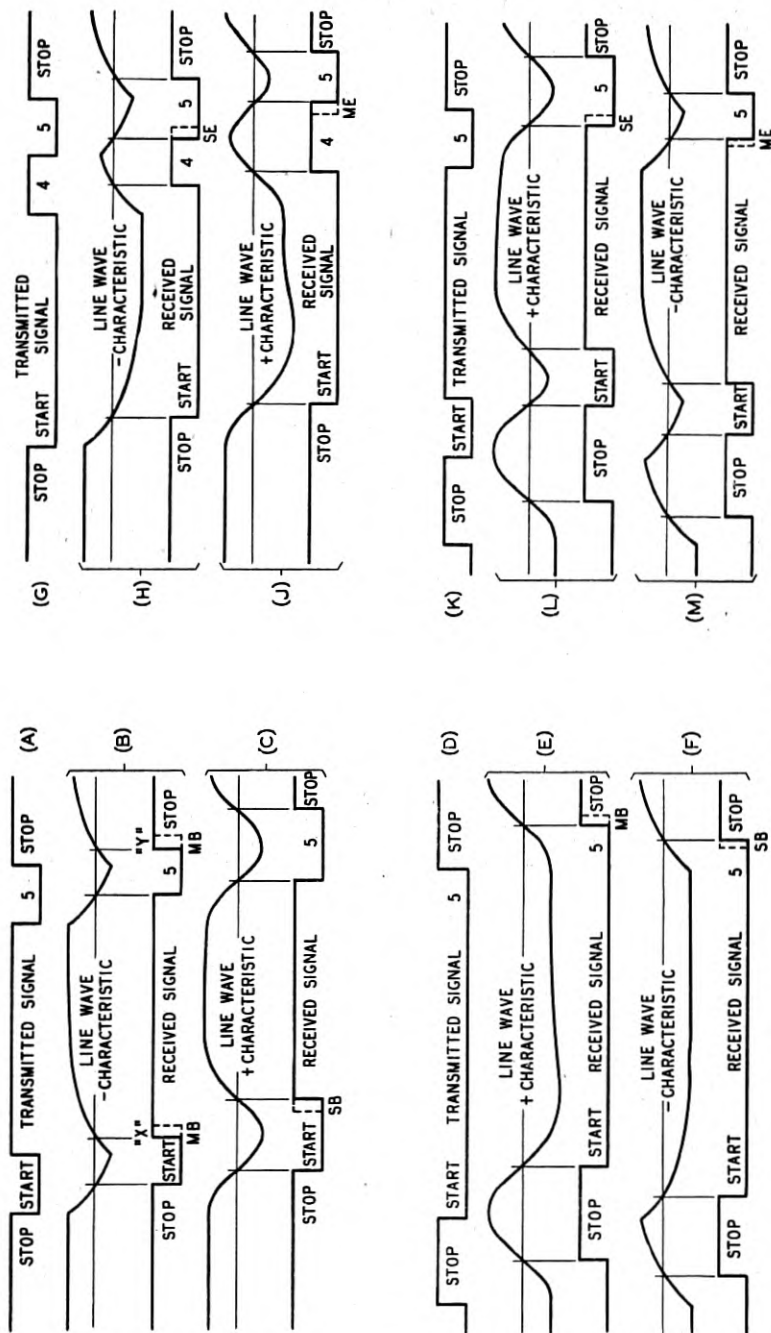 (A)
STOP START TRANSMITTED SIGNAL 5 STOP
(B)
LINE WAVE
-CHARACTERISTIC
"X" "Y"
STOP START RECEIVED SIGNAL 5 STOP
MB MB
(C)
LINE WAVE
+CHARACTERISTIC
STOP START RECEIVED SIGNAL 5 STOP
SB
(D)
STOP START TRANSMITTED SIGNAL 5 STOP
(E)
LINE WAVE
+CHARACTERISTIC
STOP START RECEIVED SIGNAL 5 STOP
MB
(F)
LINE WAVE
-CHARACTERISTIC
STOP START RECEIVED SIGNAL 5 STOP
SB
(G)
TRANSMITTED
SIGNAL
STOP START 4 5 STOP
(H)
LINE WAVE
-CHARACTERISTIC
RECEIVED
SIGNAL
STOP START 4 5 STOP
SE
(J)
LINE WAVE
+CHARACTERISTIC
RECEIVED
SIGNAL
STOP START 4 5 STOP
ME
(K)
STOP START TRANSMITTED SIGNAL 5 STOP
(L)
LINE WAVE
+CHARACTERISTIC
STOP START RECEIVED SIGNAL 5 STOP
SE
(M)
LINE WAVE
-CHARACTERISTIC
STOP START RECEIVED SIGNAL 5 STOP
ME